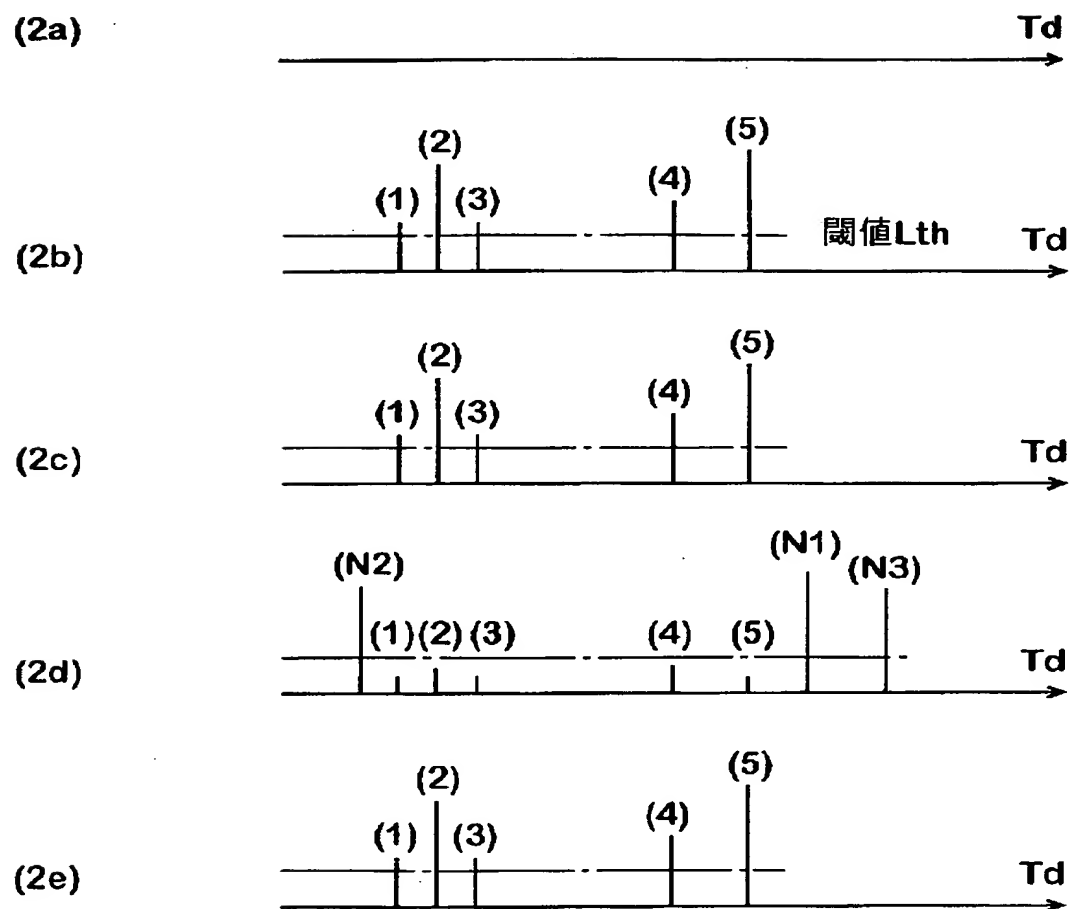 (2a) Td
(1) (2) (3) (4) (5)
閾値Lth
(2b) Td
(1) (2) (3) (4) (5)
(2c) Td
(N2) (N1) (N3)
(1) (2) (3) (4) (5)
(2d) Td
(1) (2) (3) (4) (5)
(2e) Td